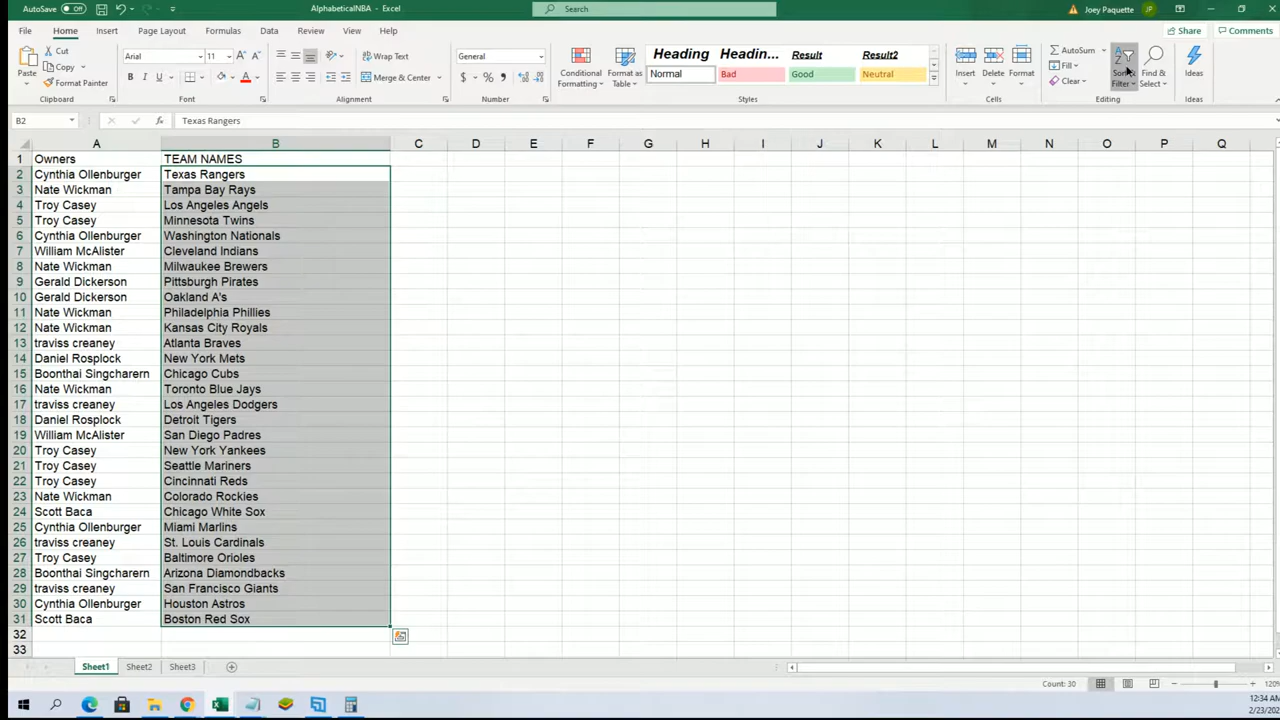 AutoSave Off AlphabeticalNBA - Excel Search Joey Paquette JP
File Home Insert Page Layout Formulas Data Review View Help Share Comments
Paste Cut Copy Format Painter Clipboard
Arial 11 B I U A Font
Wrap Text Merge & Center Alignment
General $ % Number
Conditional Formatting Format as Table Heading Headin... Result Result2 Normal Bad Good Neutral Styles
Insert Delete Format Cells
AutoSum Fill Clear Sort & Filter Find & Select Editing
Ideas Ideas
B2 fx Texas Rangers
A B C D E F G H I J K L M N O P Q
1 Owners TEAM NAMES
2 Cynthia Ollenburger Texas Rangers
3 Nate Wickman Tampa Bay Rays
4 Troy Casey Los Angeles Angels
5 Troy Casey Minnesota Twins
6 Cynthia Ollenburger Washington Nationals
7 William McAlister Cleveland Indians
8 Nate Wickman Milwaukee Brewers
9 Gerald Dickerson Pittsburgh Pirates
10 Gerald Dickerson Oakland A's
11 Nate Wickman Philadelphia Phillies
12 Nate Wickman Kansas City Royals
13 traviss creaney Atlanta Braves
14 Daniel Rosplock New York Mets
15 Boonthai Singcharern Chicago Cubs
16 Nate Wickman Toronto Blue Jays
17 traviss creaney Los Angeles Dodgers
18 Daniel Rosplock Detroit Tigers
19 William McAlister San Diego Padres
20 Troy Casey New York Yankees
21 Troy Casey Seattle Mariners
22 Troy Casey Cincinnati Reds
23 Nate Wickman Colorado Rockies
24 Scott Baca Chicago White Sox
25 Cynthia Ollenburger Miami Marlins
26 traviss creaney St. Louis Cardinals
27 Troy Casey Baltimore Orioles
28 Boonthai Singcharern Arizona Diamondbacks
29 traviss creaney San Francisco Giants
30 Cynthia Ollenburger Houston Astros
31 Scott Baca Boston Red Sox
32
33
Sheet1 Sheet2 Sheet3
Count: 30 120%
12:34 AM
2/23/202